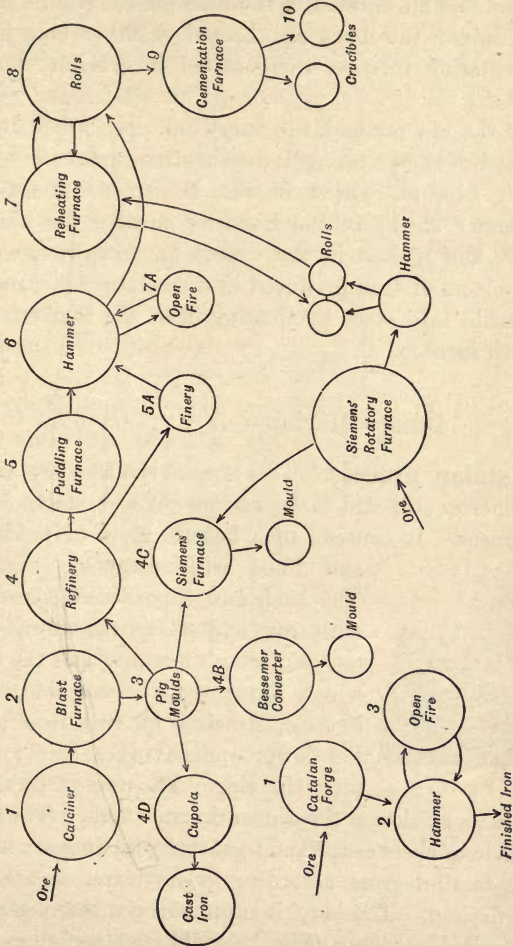 1
2
4
5
6
7
8
Ore
Calciner
Blast
Furnace
Refinery
Puddling
Furnace
Hammer
Reheating
Furnace
Rolls
3
Pig
Moulds
5A
Finery
7A
Open
Fire
9
Cementation
Furnace
10
Crucibles
4D
Cupola
Cast
Iron
4B
Bessemer
Converter
Mould
4C
Siemens'
Furnace
Mould
Rolls
Hammer
Siemens'
Rotatory
Furnace
Ore
Ore
1
Catalan
Forge
2
Hammer
3
Open
Fire
Finished Iron